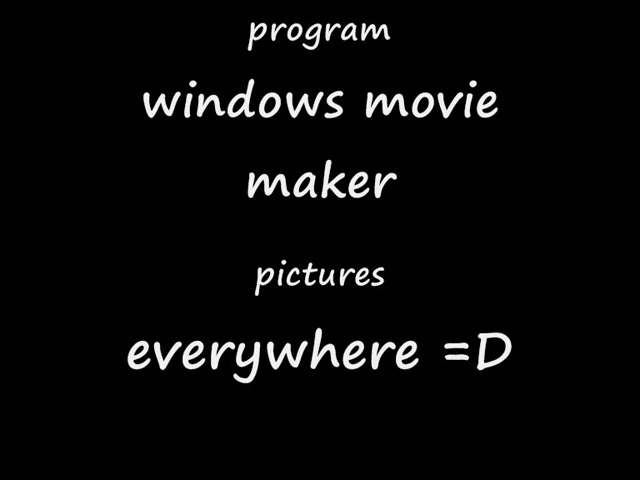 program
windows movie
maker
pictures
everywhere =D